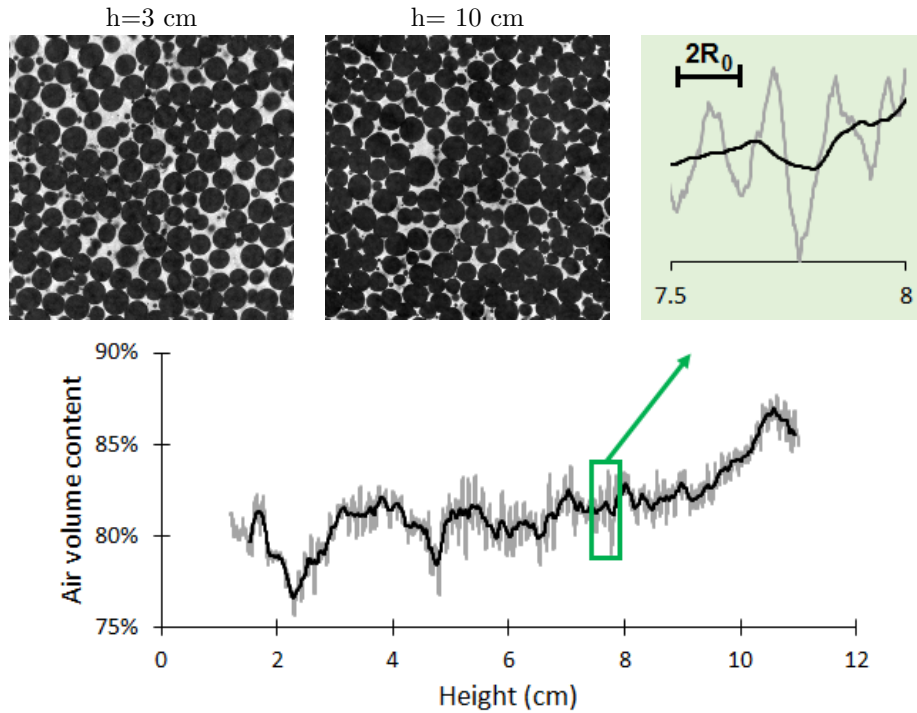 h=3 cm
h= 10 cm
2R₀
7.5
8
90%
85%
80%
75%
Air volume content
0
2
4
6
8
10
12
Height (cm)